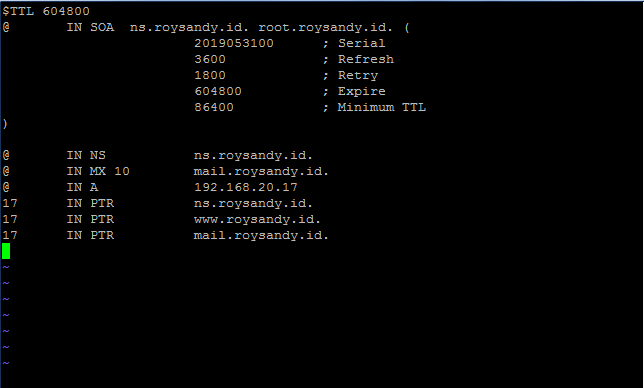 $TTL 604800
@       IN SOA  ns.roysandy.id. root.roysandy.id. (
                        2019053100      ; Serial
                        3600            ; Refresh
                        1800            ; Retry
                        604800          ; Expire
                        86400           ; Minimum TTL
)
@       IN NS           ns.roysandy.id.
@       IN MX 10        mail.roysandy.id.
@       IN A            192.168.20.17
17      IN PTR          ns.roysandy.id.
17      IN PTR          www.roysandy.id.
17      IN PTR          mail.roysandy.id.
~
~
~
~
~
~
~